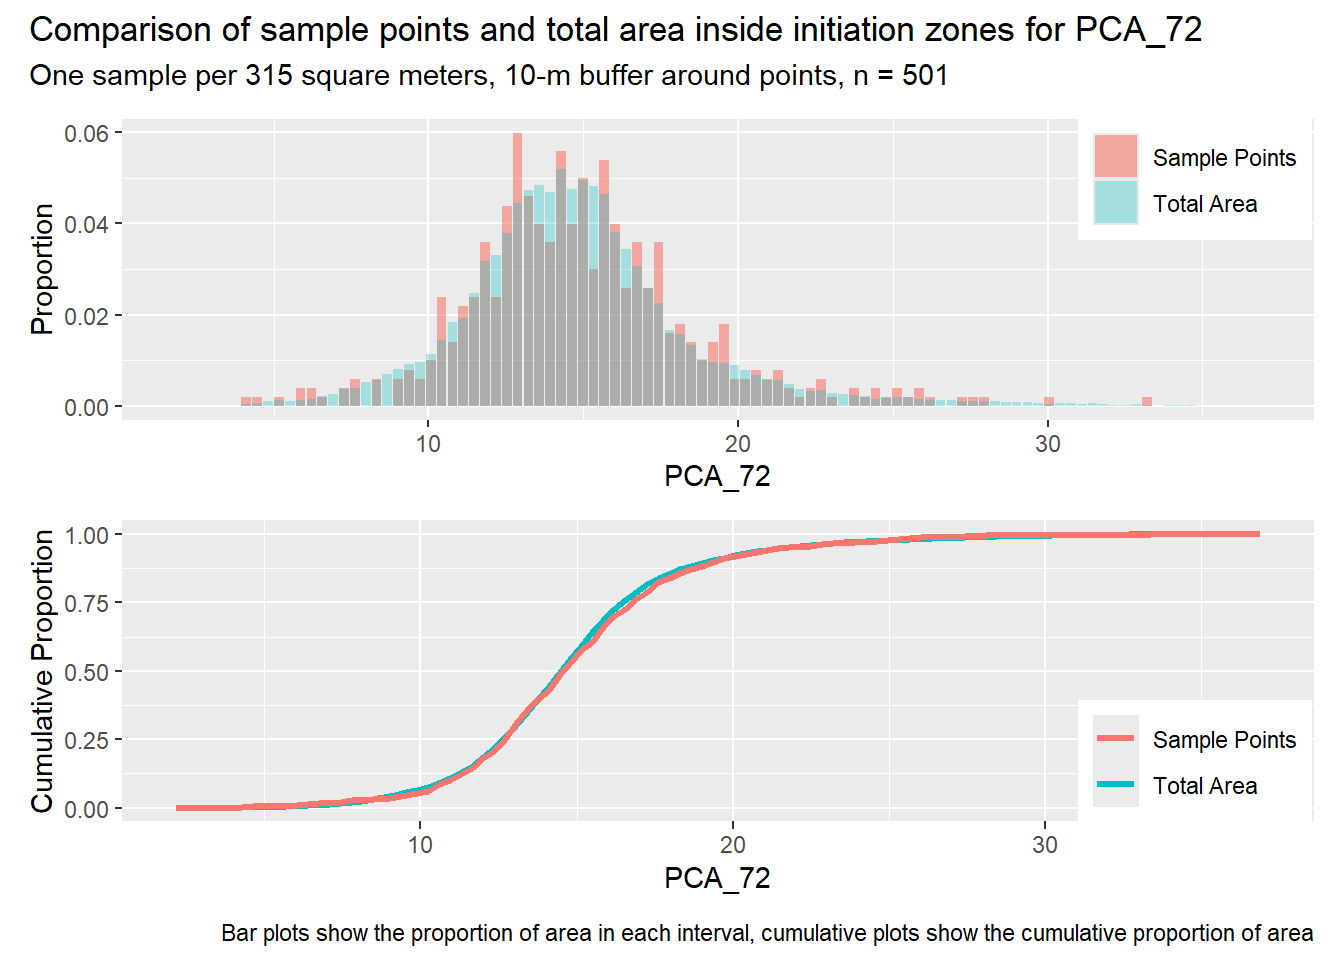 Comparison of sample points and total area inside initiation zones for PCA_72
One sample per 315 square meters, 10-m buffer around points, n = 501
0.06
0.04
0.02
0.00
Proportion
Sample Points
Total Area
10
20
30
PCA_72
1.00
0.75
0.50
0.25
0.00
Cumulative Proportion
Sample Points
Total Area
10
20
30
PCA_72
Bar plots show the proportion of area in each interval, cumulative plots show the cumulative proportion of area